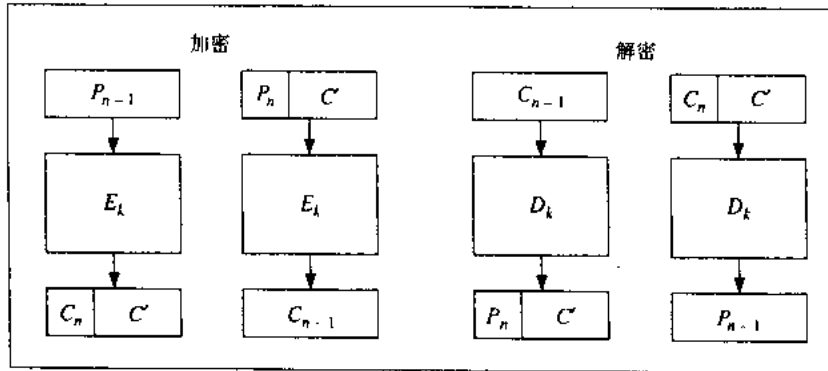 加密
解密
P_{n-1}
P_n C'
C_{n-1}
C_n C'
E_k
E_k
D_k
D_k
C_n C'
C_{n-1}
P_n C'
P_{n-1}